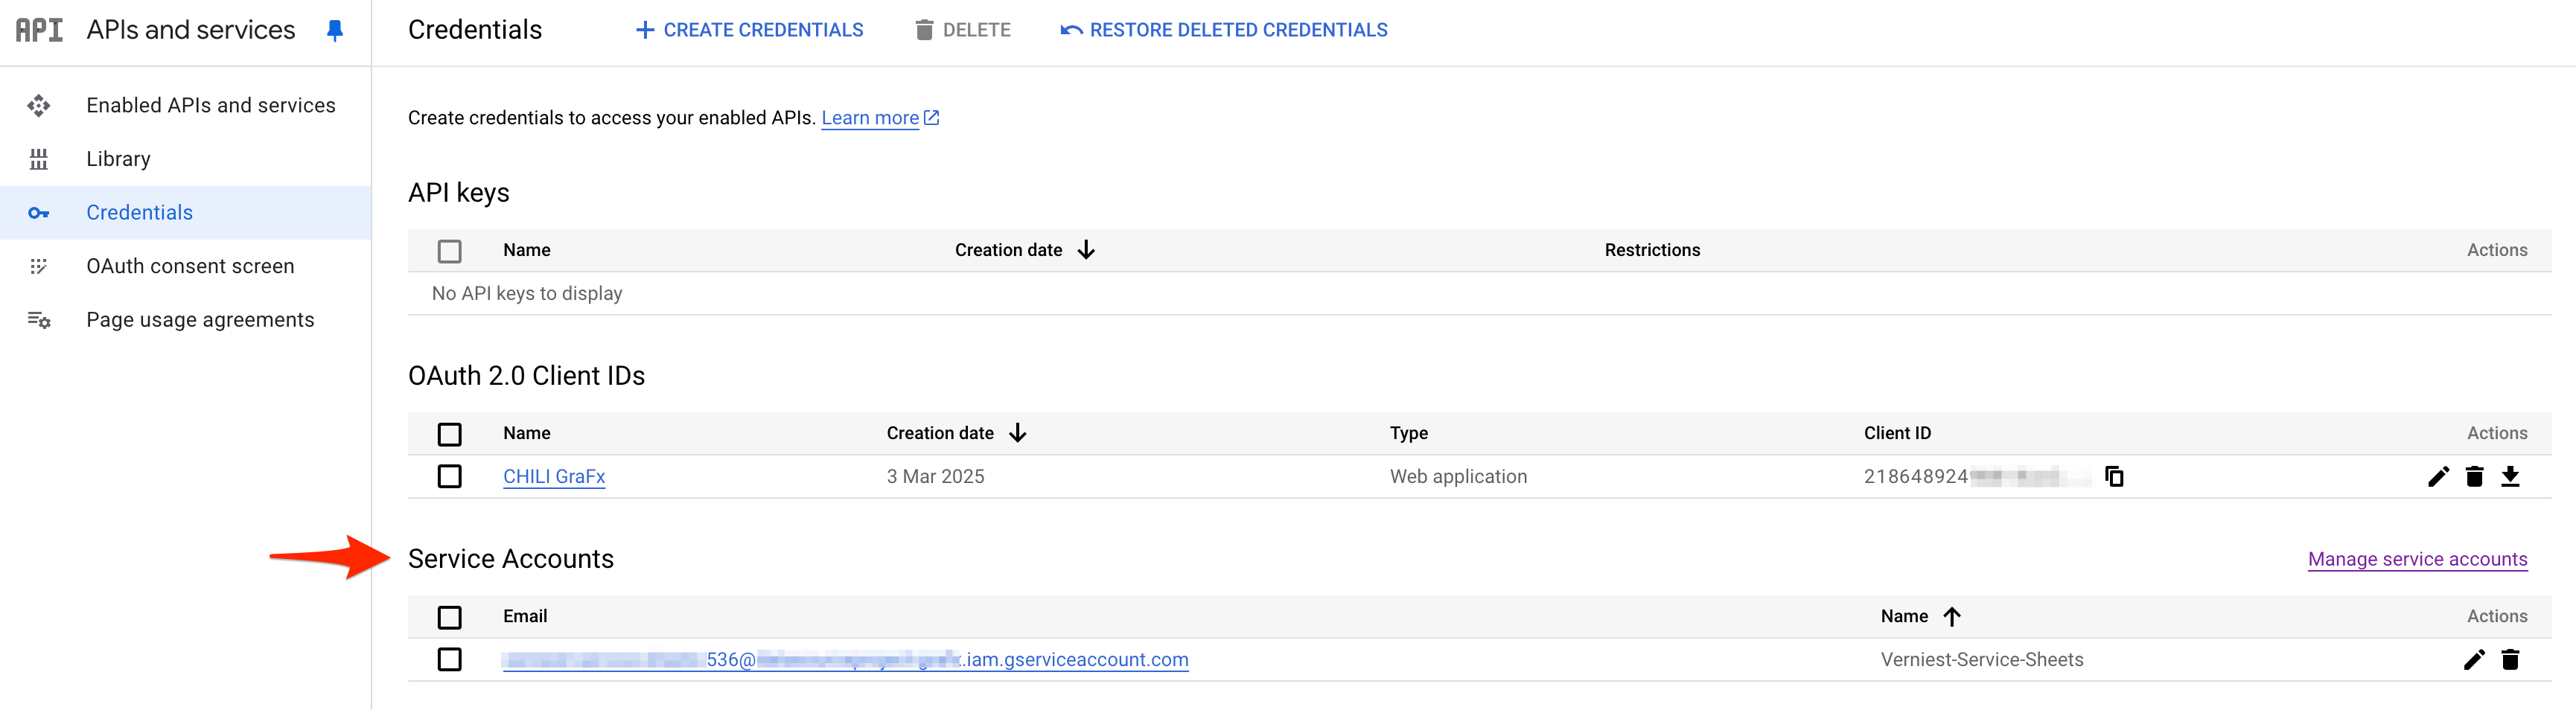 API APIs and services
Credentials
CREATE CREDENTIALS
DELETE
RESTORE DELETED CREDENTIALS
Enabled APIs and services
Library
Credentials
OAuth consent screen
Page usage agreements
Create credentials to access your enabled APIs. Learn more
API keys
Name Creation date Restrictions Actions
No API keys to display
OAuth 2.0 Client IDs
Name Creation date Type Client ID Actions
CHILI GraFx 3 Mar 2025 Web application 218648924
Service Accounts
Manage service accounts
Email Name Actions
536@ .iam.gserviceaccount.com Verniest-Service-Sheets